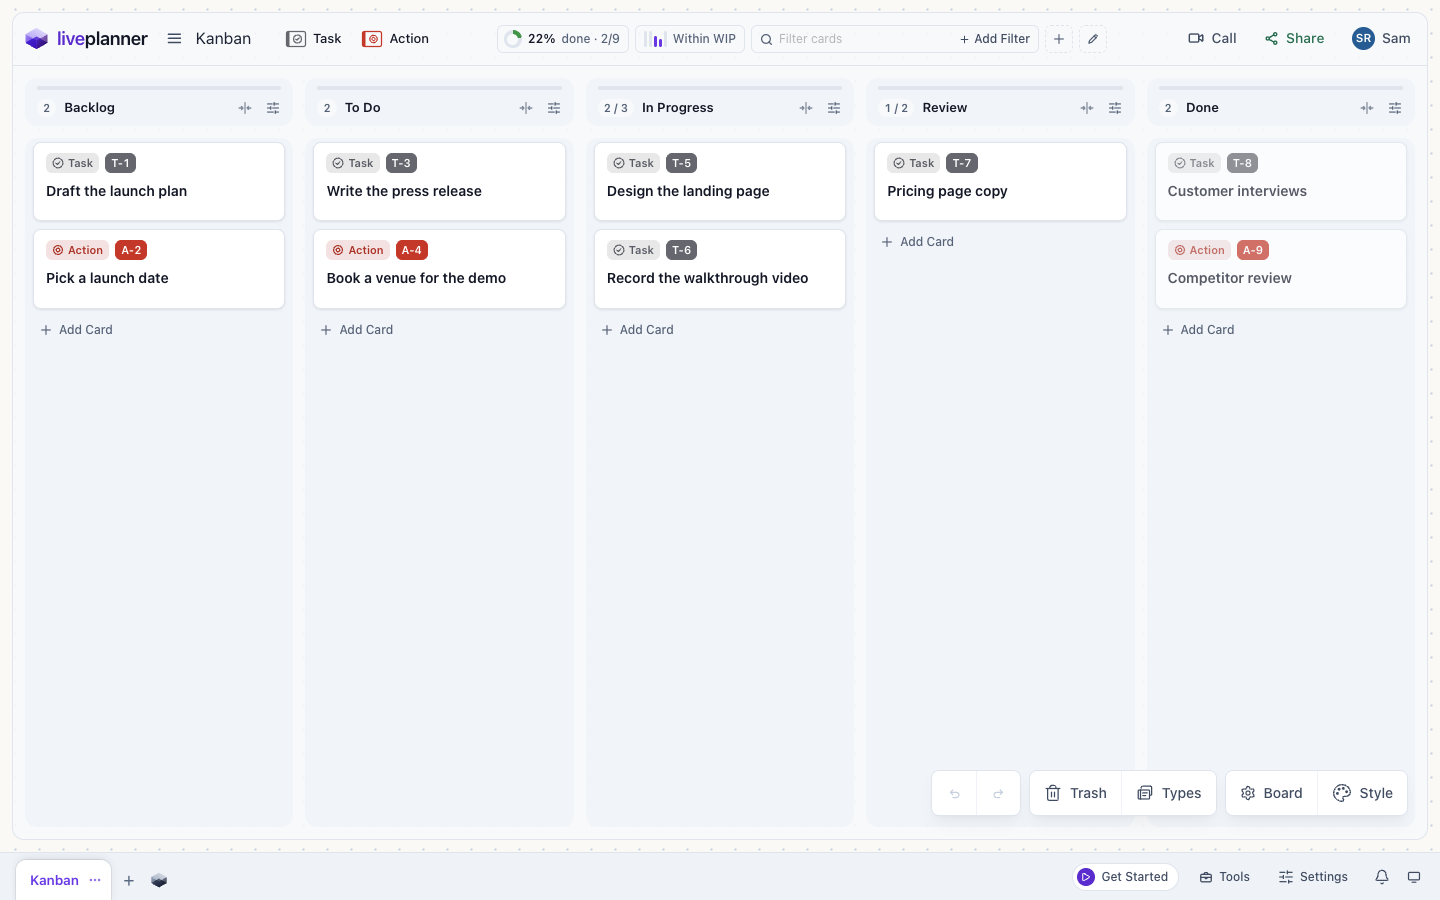 liveplanner
Kanban
Task
Action
22% done · 2/9
Within WIP
Filter cards
+ Add Filter
Call
Share
SR
Sam
2 Backlog
2 To Do
2 / 3 In Progress
1 / 2 Review
2 Done
Task T-1
Draft the launch plan
Action A-2
Pick a launch date
+ Add Card
Task T-3
Write the press release
Action A-4
Book a venue for the demo
+ Add Card
Task T-5
Design the landing page
Task T-6
Record the walkthrough video
+ Add Card
Task T-7
Pricing page copy
+ Add Card
Task T-8
Customer interviews
Action A-9
Competitor review
+ Add Card
Trash
Types
Board
Style
Kanban ···
Get Started
Tools
Settings